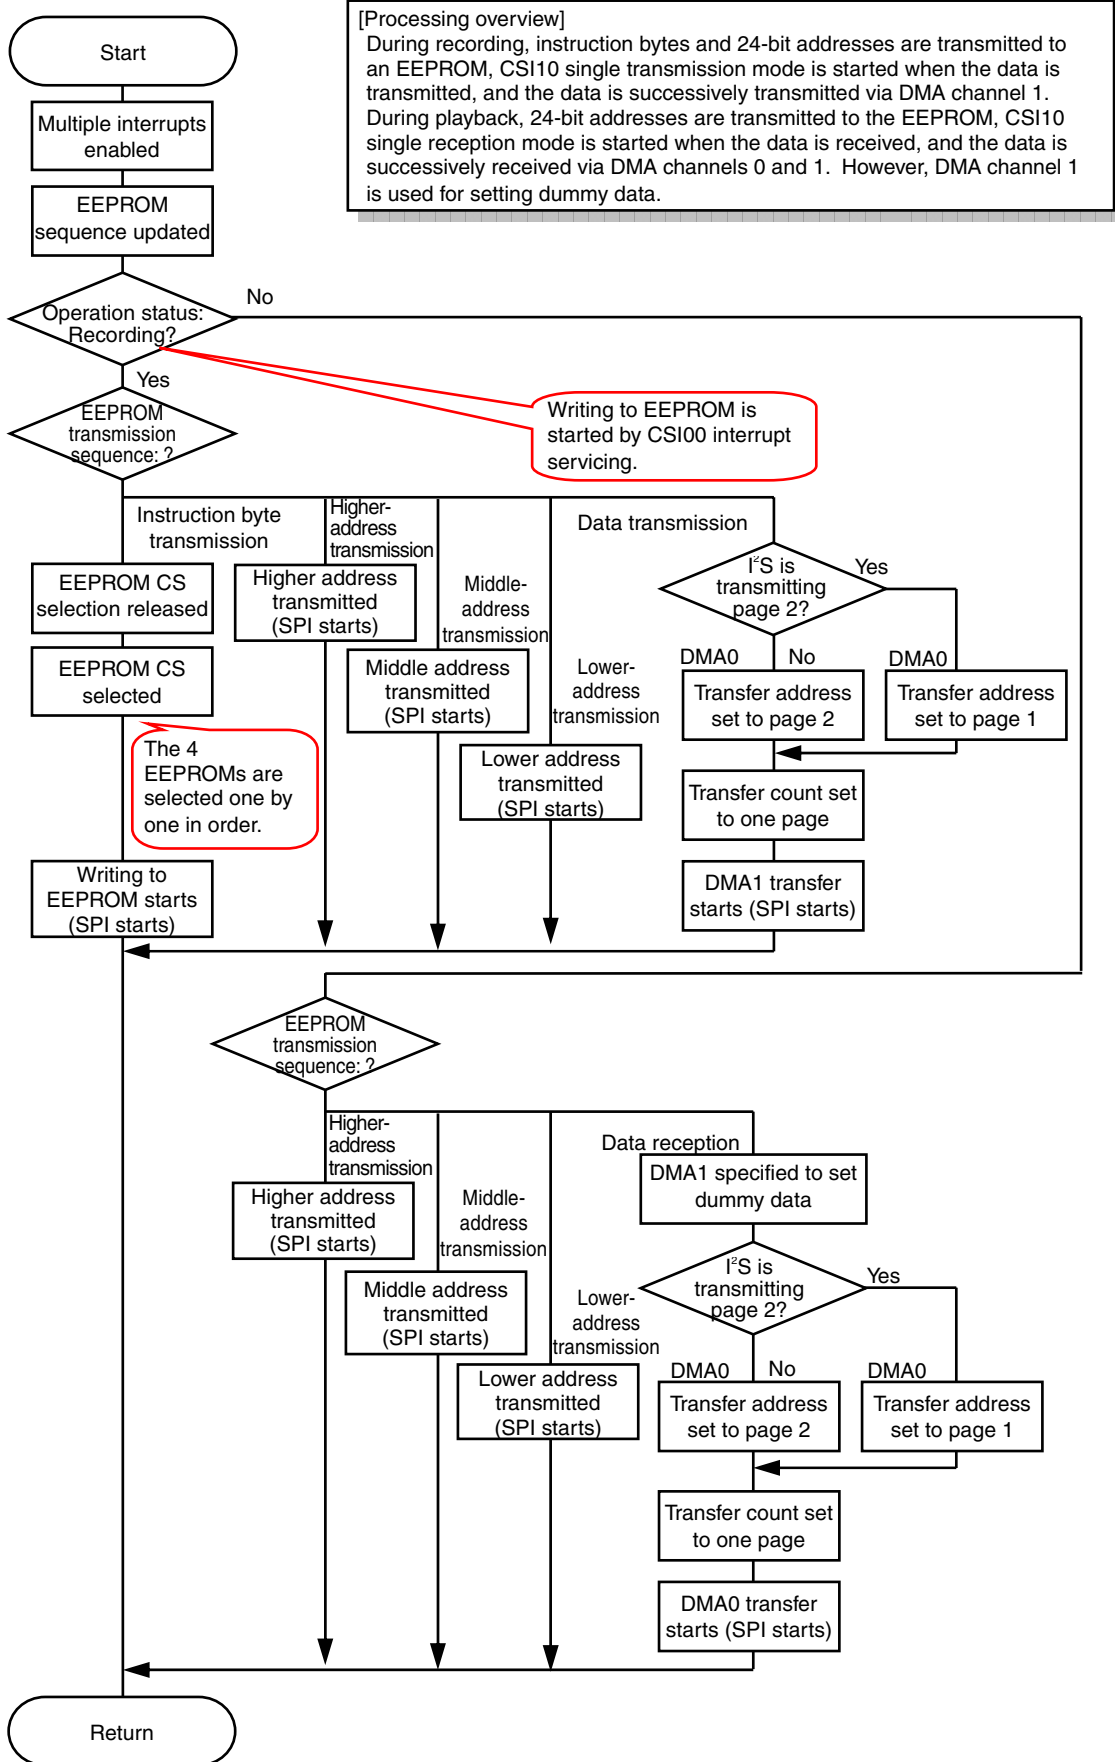 [Processing overview]
During recording, instruction bytes and 24-bit addresses are transmitted to
an EEPROM, CSI10 single transmission mode is started when the data is
transmitted, and the data is successively transmitted via DMA channel 1.
During playback, 24-bit addresses are transmitted to the EEPROM, CSI10
single reception mode is started when the data is received, and the data is
successively received via DMA channels 0 and 1.  However, DMA channel 1
is used for setting dummy data.
Start
Multiple interrupts
enabled
EEPROM
sequence updated
Operation status:
Recording?
No
Yes
Writing to EEPROM is
started by CSI00 interrupt
servicing.
EEPROM
transmission
sequence: ?
Instruction byte
transmission
EEPROM CS
selection released
EEPROM CS
selected
The 4
EEPROMs are
selected one by
one in order.
Writing to
EEPROM starts
(SPI starts)
Higher-
address
transmission
Higher address
transmitted
(SPI starts)
Middle-
address
transmission
Middle address
transmitted
(SPI starts)
Lower-
address
transmission
Lower address
transmitted
(SPI starts)
Data transmission
I²S is
transmitting
page 2?
Yes
DMA0
No
DMA0
Transfer address
set to page 2
Transfer address
set to page 1
Transfer count set
to one page
DMA1 transfer
starts (SPI starts)
EEPROM
transmission
sequence: ?
Higher-
address
transmission
Higher address
transmitted
(SPI starts)
Middle-
address
transmission
Middle address
transmitted
(SPI starts)
Lower-
address
transmission
Lower address
transmitted
(SPI starts)
Data reception
DMA1 specified to set
dummy data
I²S is
transmitting
page 2?
Yes
DMA0
No
DMA0
Transfer address
set to page 2
Transfer address
set to page 1
Transfer count set
to one page
DMA0 transfer
starts (SPI starts)
Return